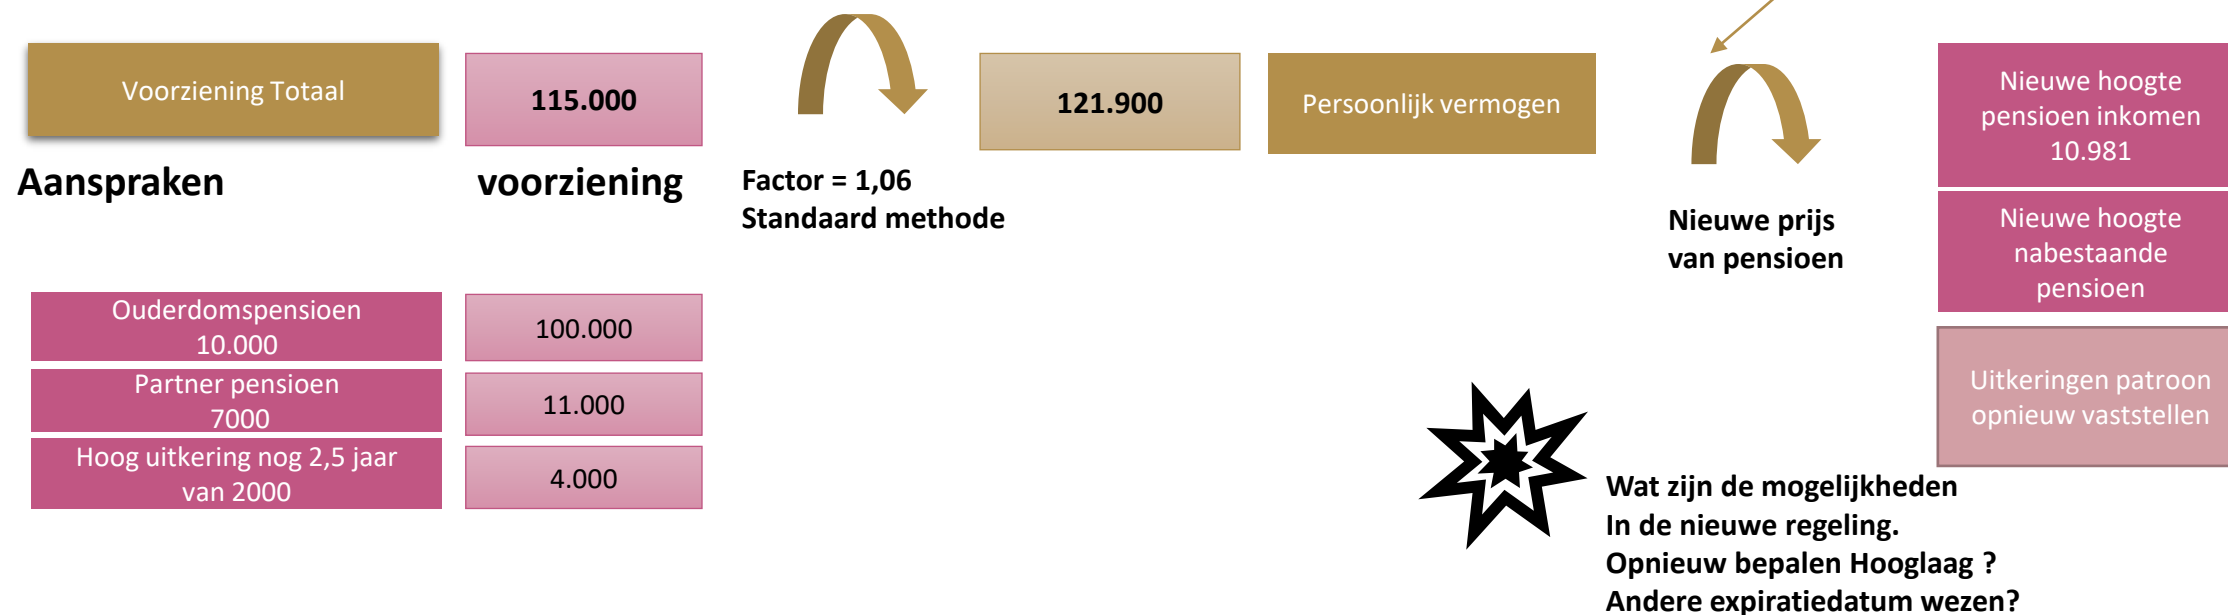 Voorziening Totaal
115.000
121.900
Persoonlijk vermogen
Nieuwe hoogte
pensioen inkomen
10.981
Aanspraken
voorziening
Factor = 1,06
Standaard methode
Nieuwe prijs
van pensioen
Nieuwe hoogte
nabestaande
pensioen
Ouderdomspensioen
10.000
100.000
Partner pensioen
7000
11.000
Hoog uitkering nog 2,5 jaar
van 2000
4.000
Uitkeringen patroon
opnieuw vaststellen
Wat zijn de mogelijkheden
In de nieuwe regeling.
Opnieuw bepalen Hooglaag ?
Andere expiratiedatum wezen?